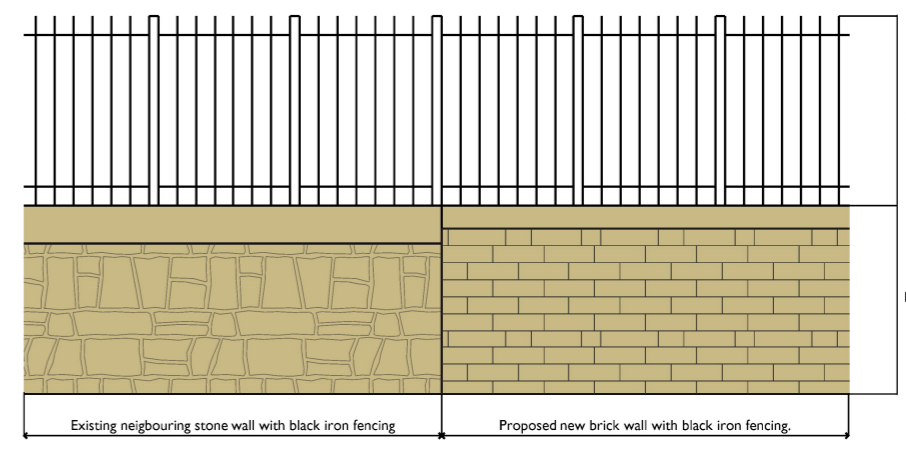 Existing neigbouring stone wall with black iron fencing
Proposed new brick wall with black iron fencing.